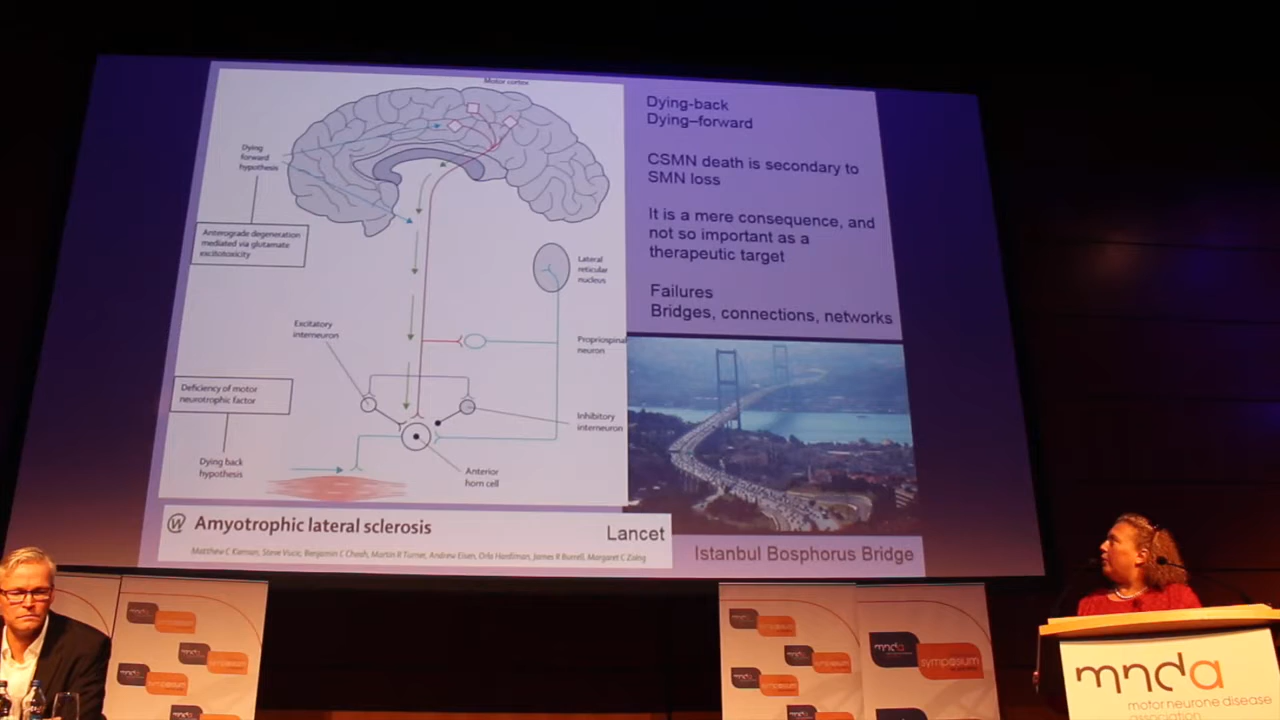 Motor cortex
Dying
forward
hypothesis
Anterograde degeneration
mediated via glutamate
excitotoxicity
Lateral
reticular
nucleus
Excitatory
interneuron
Propriospinal
neuron
Deficiency of motor
neurotrophic factor
Inhibitory
interneuron
Dying back
hypothesis
Anterior
horn cell
W Amyotrophic lateral sclerosis
Lancet
Matthew C Kiernan, Steve Vucic, Benjamin C Cheah, Martin R Turner, Andrew Eisen, Orla Hardiman, James R Burrell, Margaret C Zoing
Dying-back
Dying–forward
CSMN death is secondary to
SMN loss
It is a mere consequence, and
not so important as a
therapeutic target
Failures
Bridges, connections, networks
Istanbul Bosphorus Bridge
mnda
symposium
mnda
motor neurone disease
association